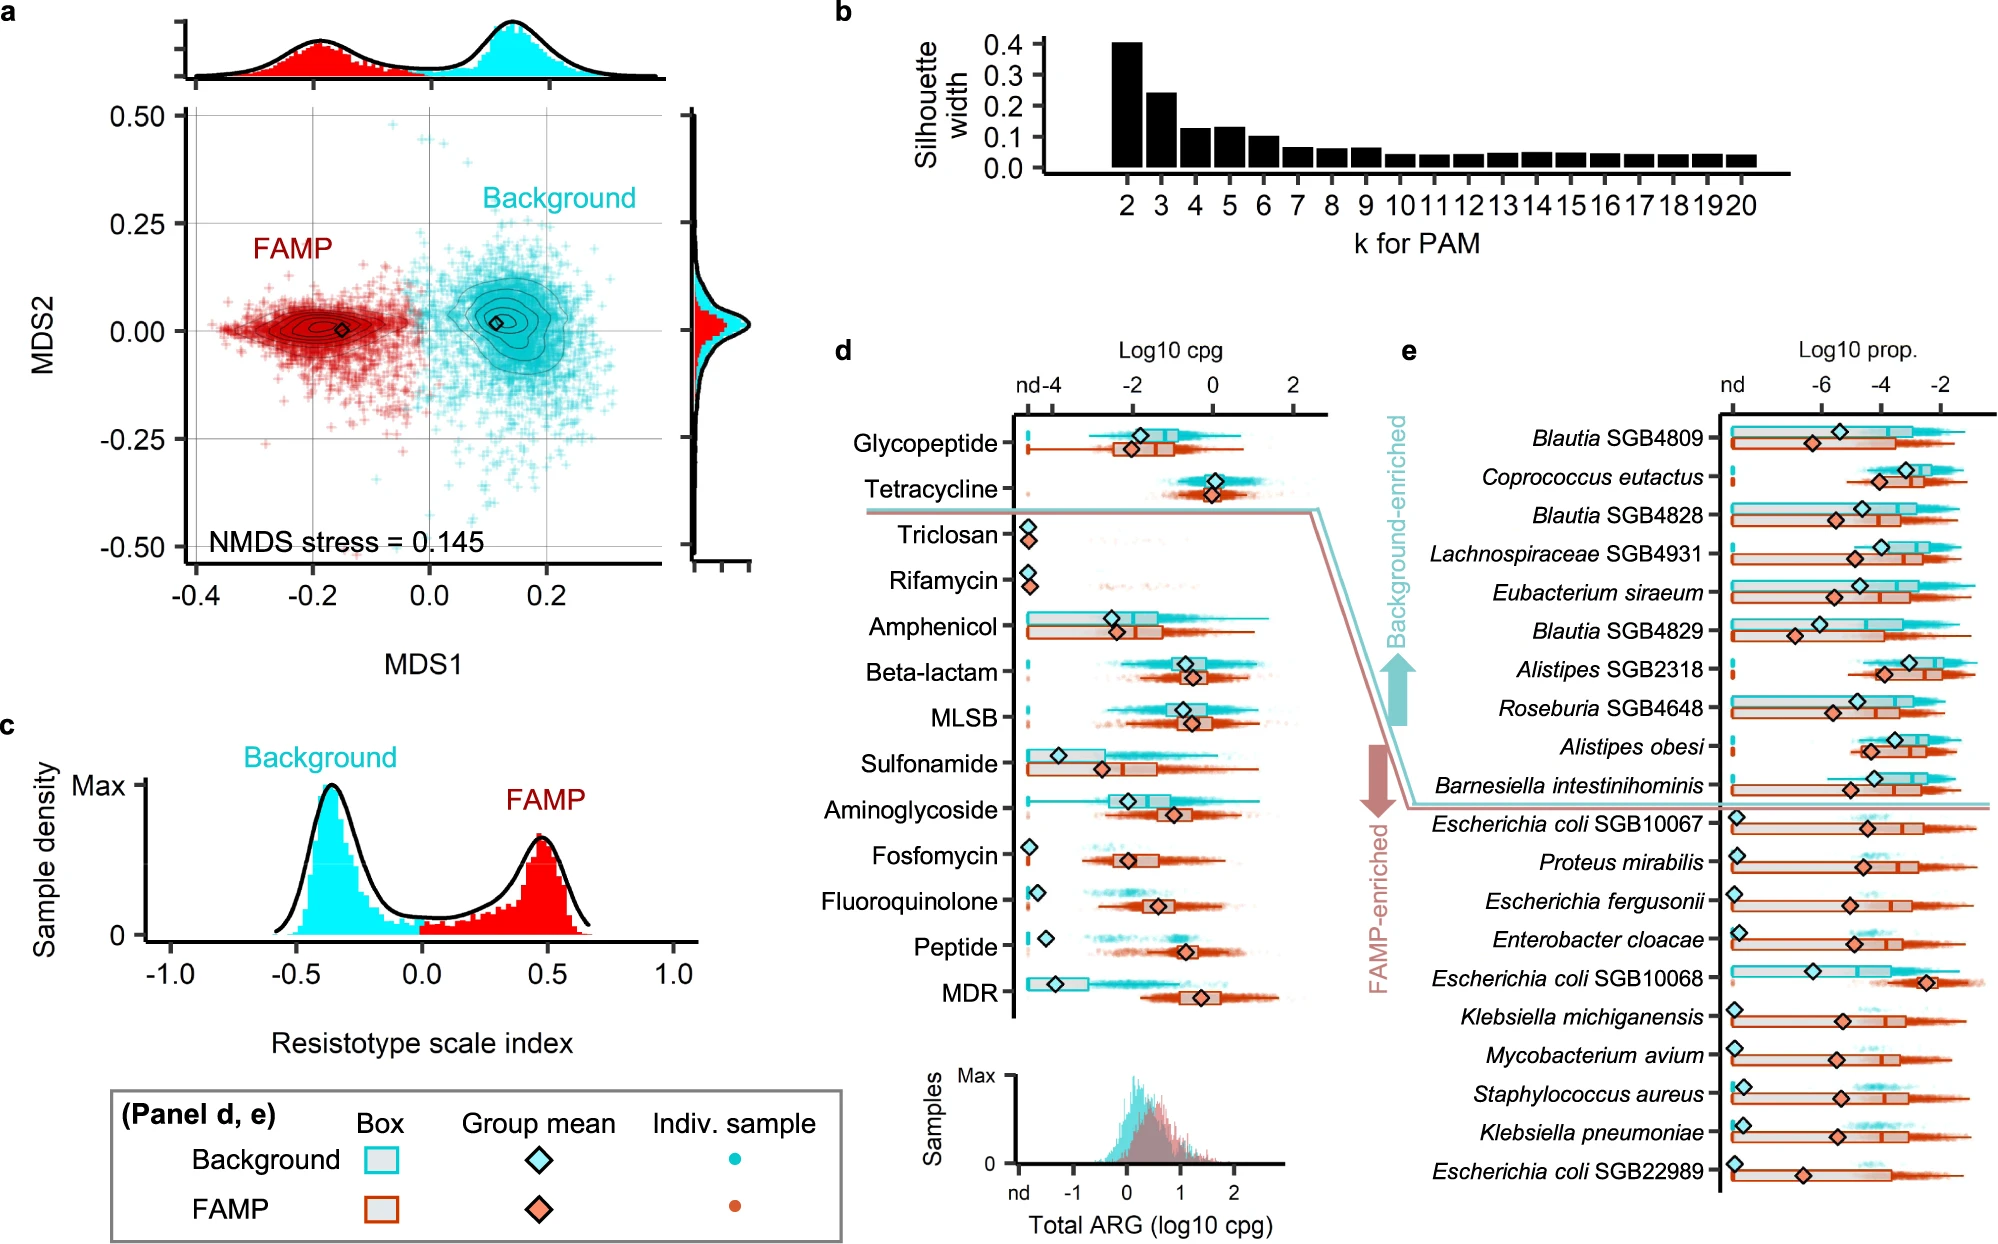 a
0.50
0.25
0.00
-0.25
-0.50
MDS2
Background
FAMP
NMDS stress = 0.145
-0.4 -0.2 0.0 0.2
MDS1
b
Silhouette
width
0.4
0.3
0.2
0.1
0.0
2 3 4 5 6 7 8 9 10 11 12 13 14 15 16 17 18 19 20
k for PAM
c
Background
FAMP
Sample density
Max
0
-1.0 -0.5 0.0 0.5 1.0
Resistotype scale index
(Panel d, e)
Box Group mean Indiv. sample
Background
FAMP
d
Log10 cpg
nd -4 -2 0 2
Glycopeptide
Tetracycline
Triclosan
Rifamycin
Amphenicol
Beta-lactam
MLSB
Sulfonamide
Aminoglycoside
Fosfomycin
Fluoroquinolone
Peptide
MDR
Background-enriched
FAMP-enriched
Samples
Max
0
nd -1 0 1 2
Total ARG (log10 cpg)
e
Log10 prop.
nd -6 -4 -2
Blautia SGB4809
Coprococcus eutactus
Blautia SGB4828
Lachnospiraceae SGB4931
Eubacterium siraeum
Blautia SGB4829
Alistipes SGB2318
Roseburia SGB4648
Alistipes obesi
Barnesiella intestinihominis
Escherichia coli SGB10067
Proteus mirabilis
Escherichia fergusonii
Enterobacter cloacae
Escherichia coli SGB10068
Klebsiella michiganensis
Mycobacterium avium
Staphylococcus aureus
Klebsiella pneumoniae
Escherichia coli SGB22989